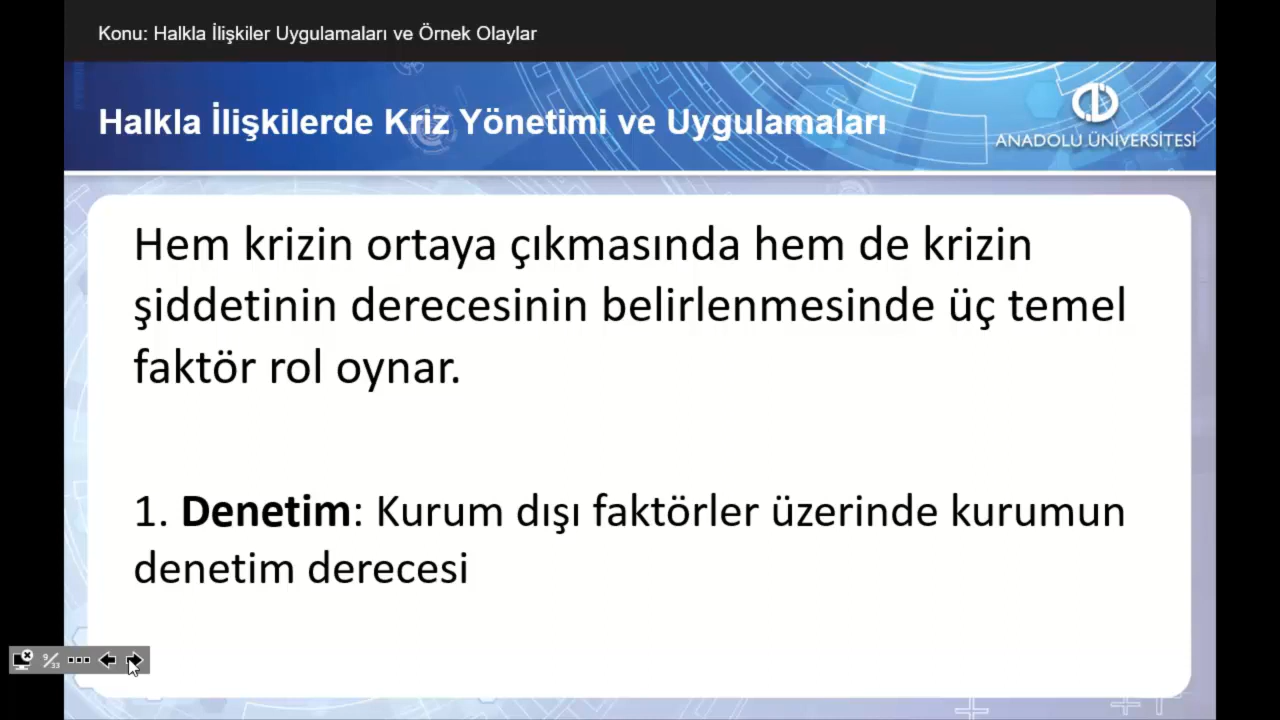 Konu: Halkla İlişkiler Uygulamaları ve Örnek Olaylar
Halkla İlişkilerde Kriz Yönetimi ve Uygulamaları
ANADOLU ÜNİVERSİTESİ
Hem krizin ortaya çıkmasında hem de krizin
şiddetinin derecesinin belirlenmesinde üç temel
faktör rol oynar.
1. Denetim: Kurum dışı faktörler üzerinde kurumun
denetim derecesi
9/33